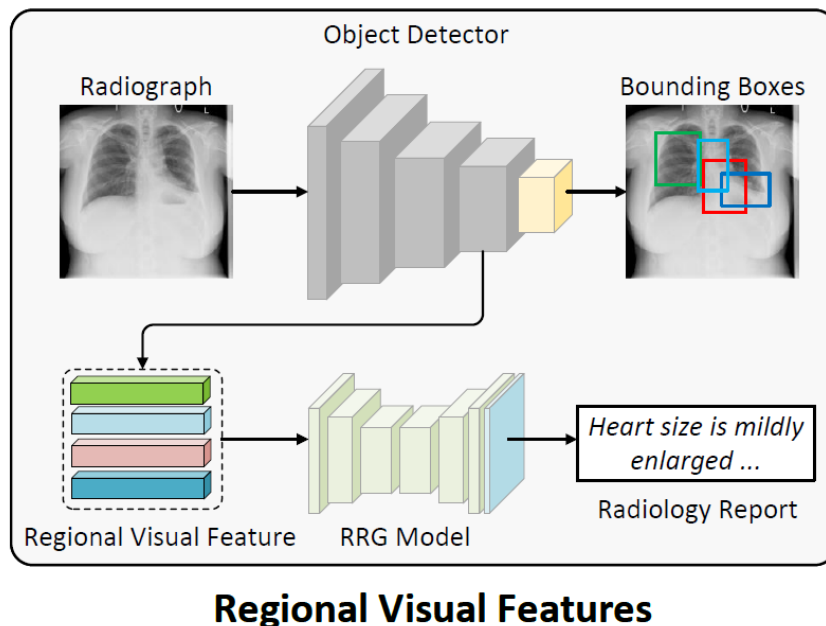 Object Detector
Radiograph
Bounding Boxes
L
L
Heart size is mildly
enlarged ...
Regional Visual Feature
RRG Model
Radiology Report
Regional Visual Features